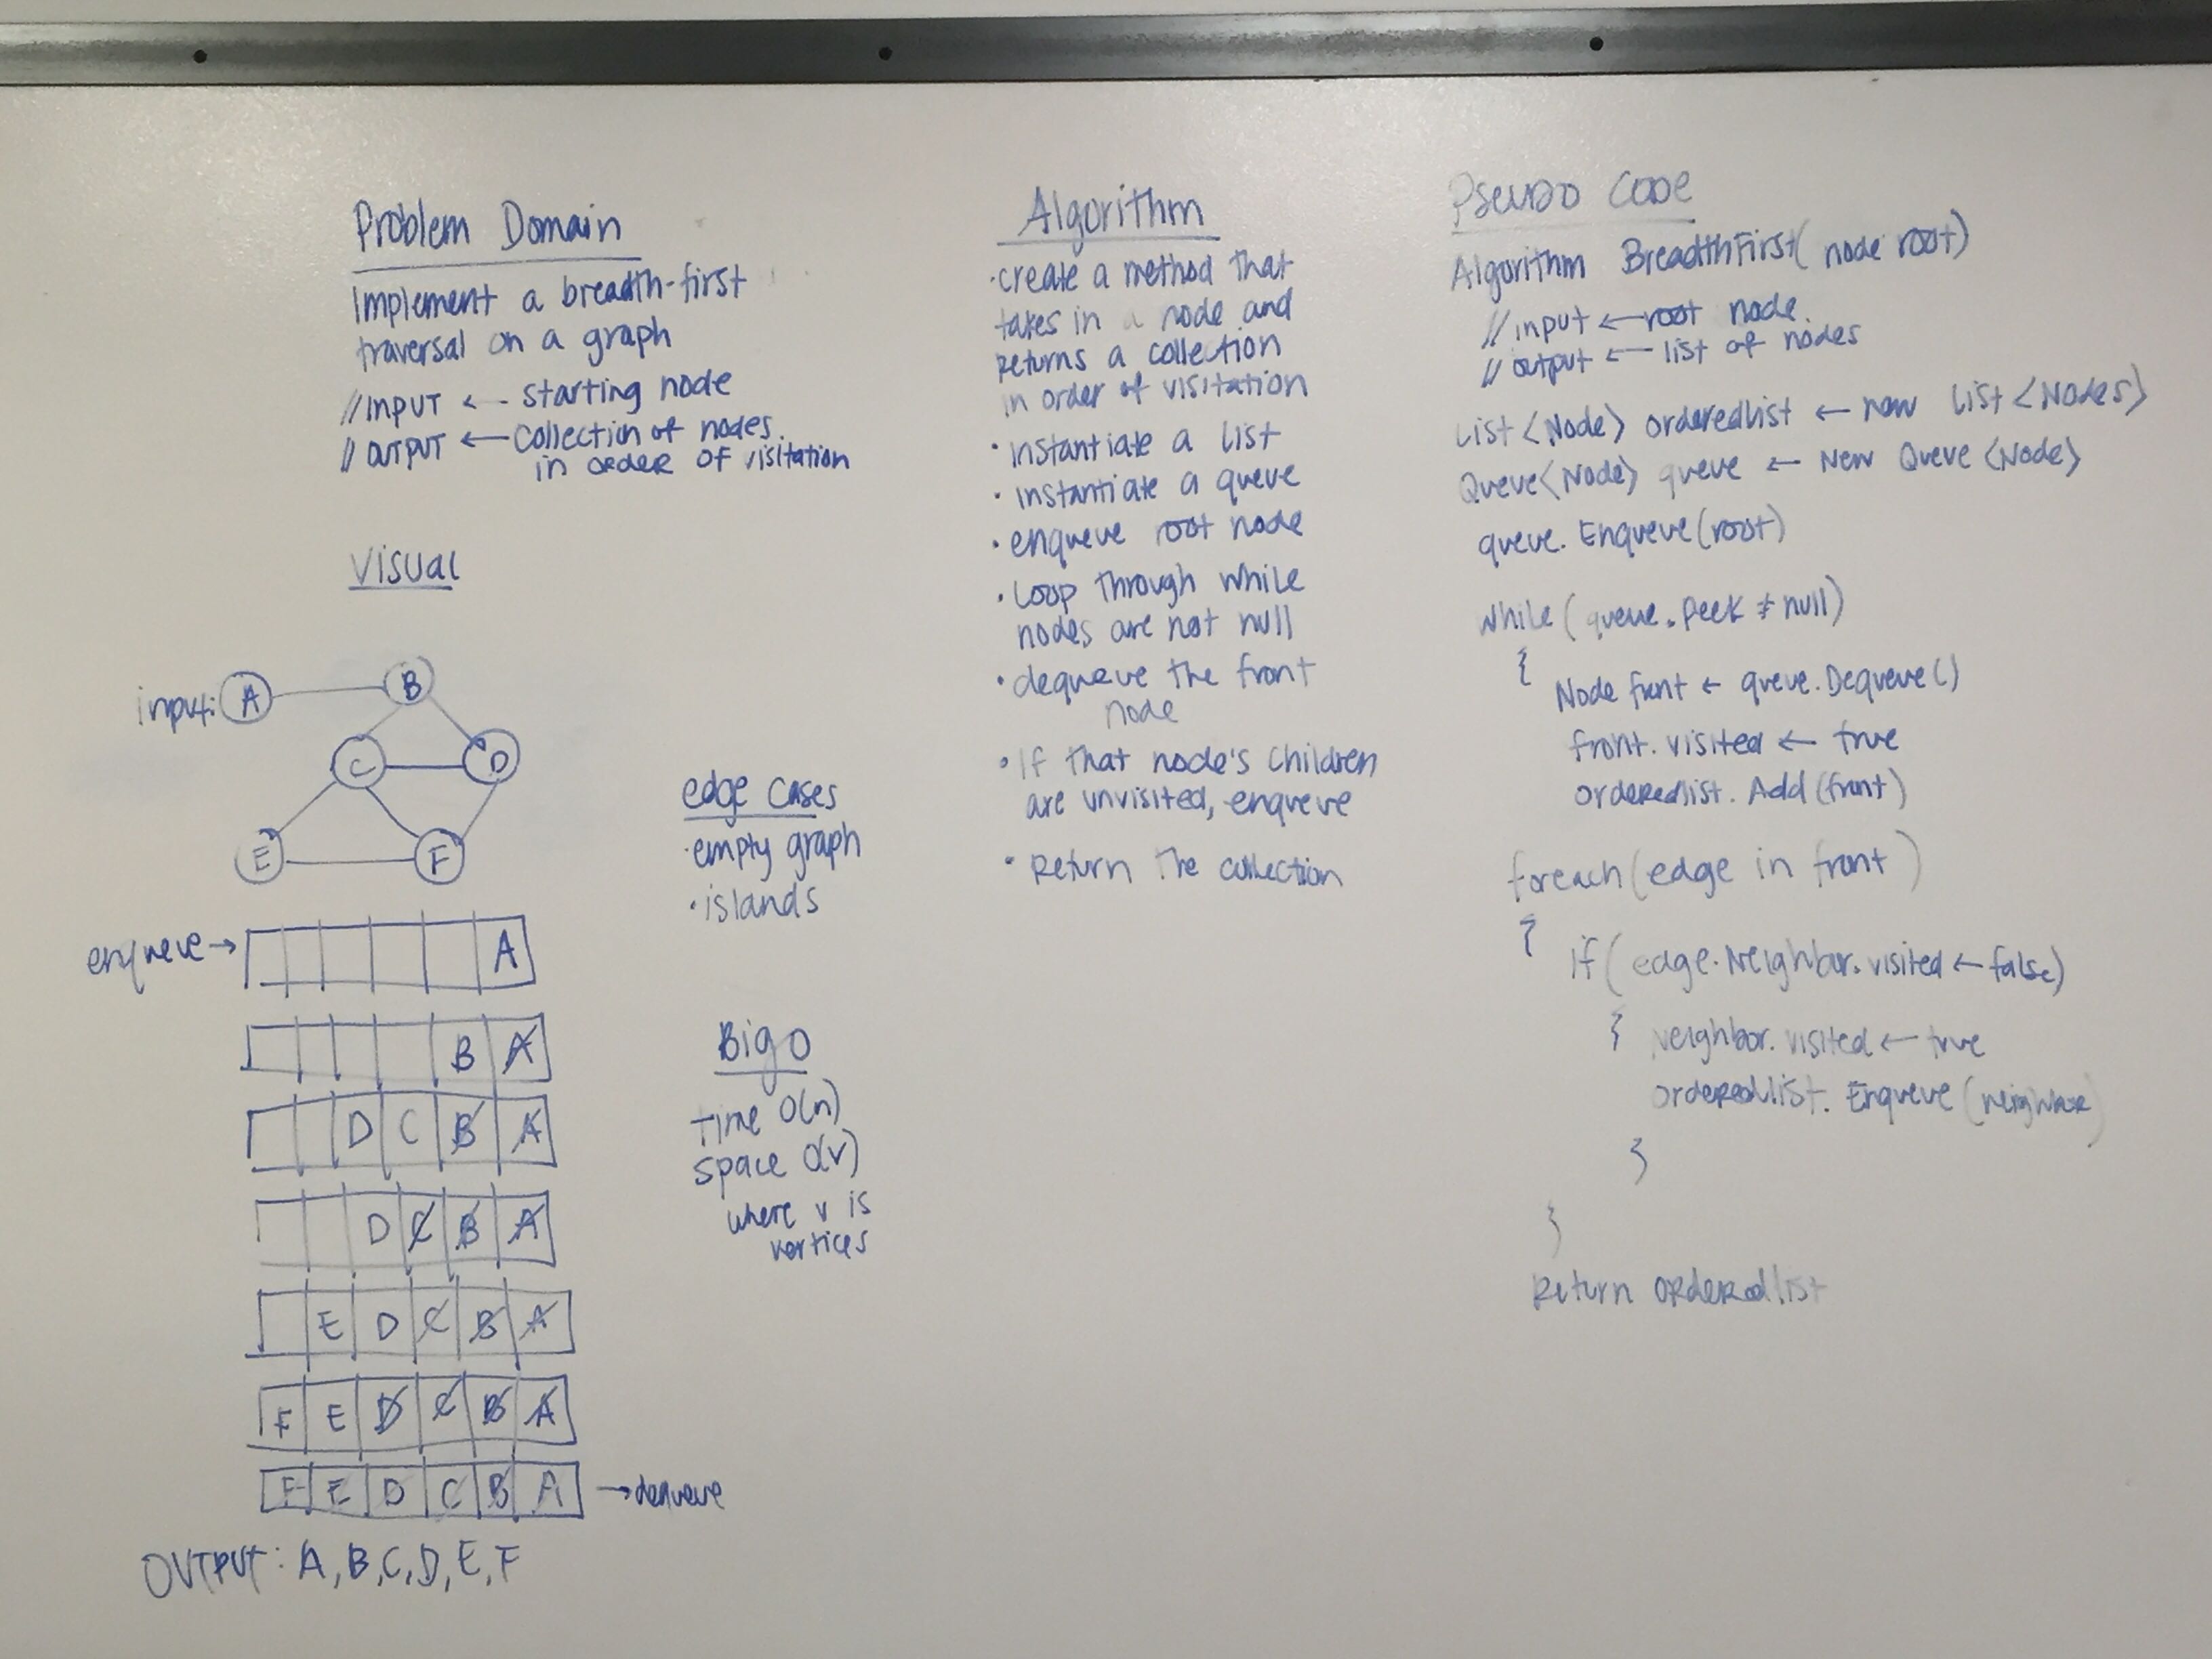 Problem Domain
Implement a breadth-first
traversal on a graph
//INPUT ← starting node
// OUTPUT ← collection of nodes
in order of visitation
Visual
input: A
B
C
D
E
F
enqueue →
A
B A
D C B A
D C B A
E D C B A
F E D C B A
F E D C B A → dequeue
OUTPUT: A, B, C, D, E, F
edge cases
· empty graph
· islands
Big O
time O(n)
space O(v)
where v is
vertices
Algorithm
· create a method that
takes in a node and
returns a collection
in order of visitation
· instantiate a list
· instantiate a queue
· enqueue root node
· Loop through while
nodes are not null
· dequeue the front
node
· If that node's children
are unvisited, enqueue
· Return the collection
Pseudo Code
Algorithm BreadthFirst(node root)
// input ← root node.
// output ← list of nodes
List<Node> orderedlist ← new List<Nodes>
Queue<Node> queue ← New Queue<Node>
queue.Enqueue(root)
while(queue.Peek ≠ null)
{
Node front ← queue.Dequeue()
front.visited ← true
orderedlist.Add(front)
foreach(edge in front)
{
if(edge.Neighbor.visited ← false)
{
Neighbor.visited ← true
orderedlist.Enqueue(neighbor)
}
}
Return orderedlist